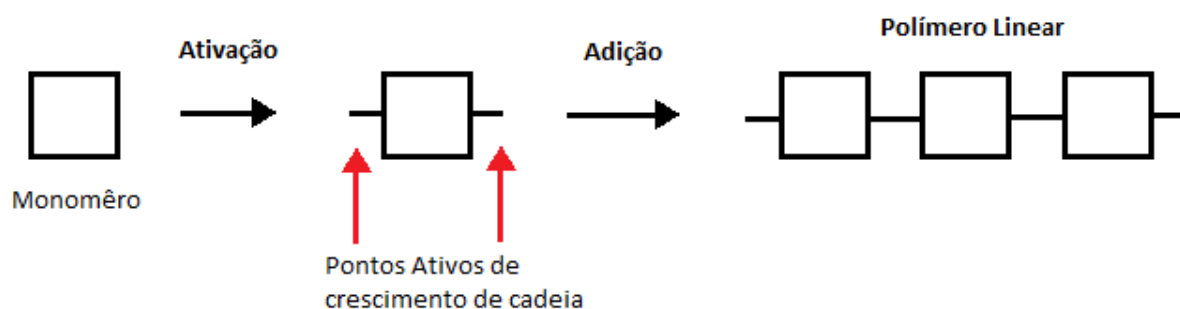 Ativação
Adição
Polímero Linear
Monomêro
Pontos Ativos de
crescimento de cadeia